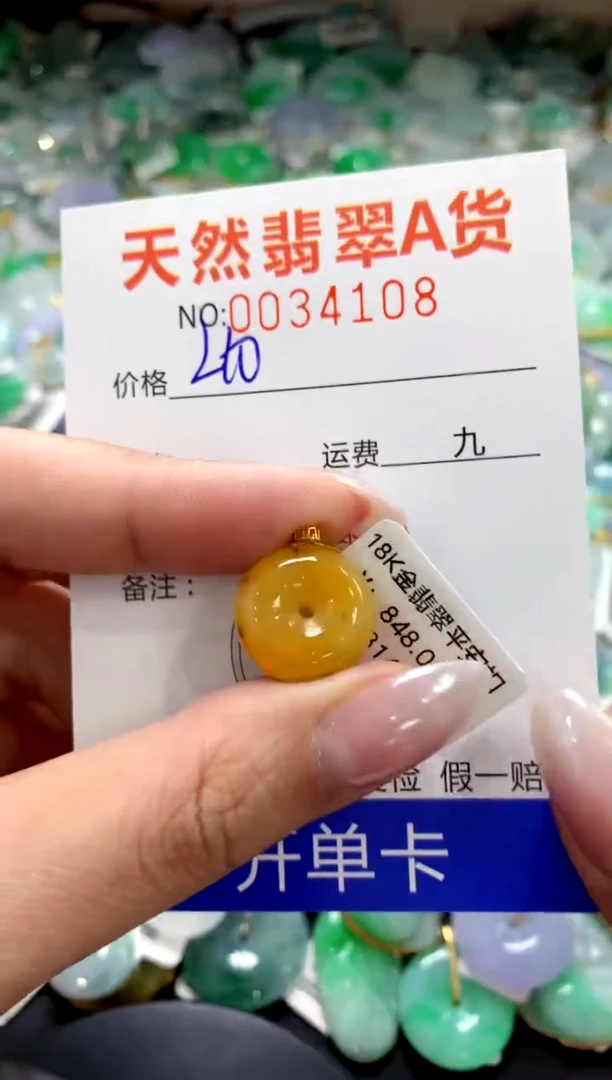 天然翡翠A货
NO:0034108
价格
运费 九
18K金翡翠平安
848.0
备注：
检 假一赔
开单卡